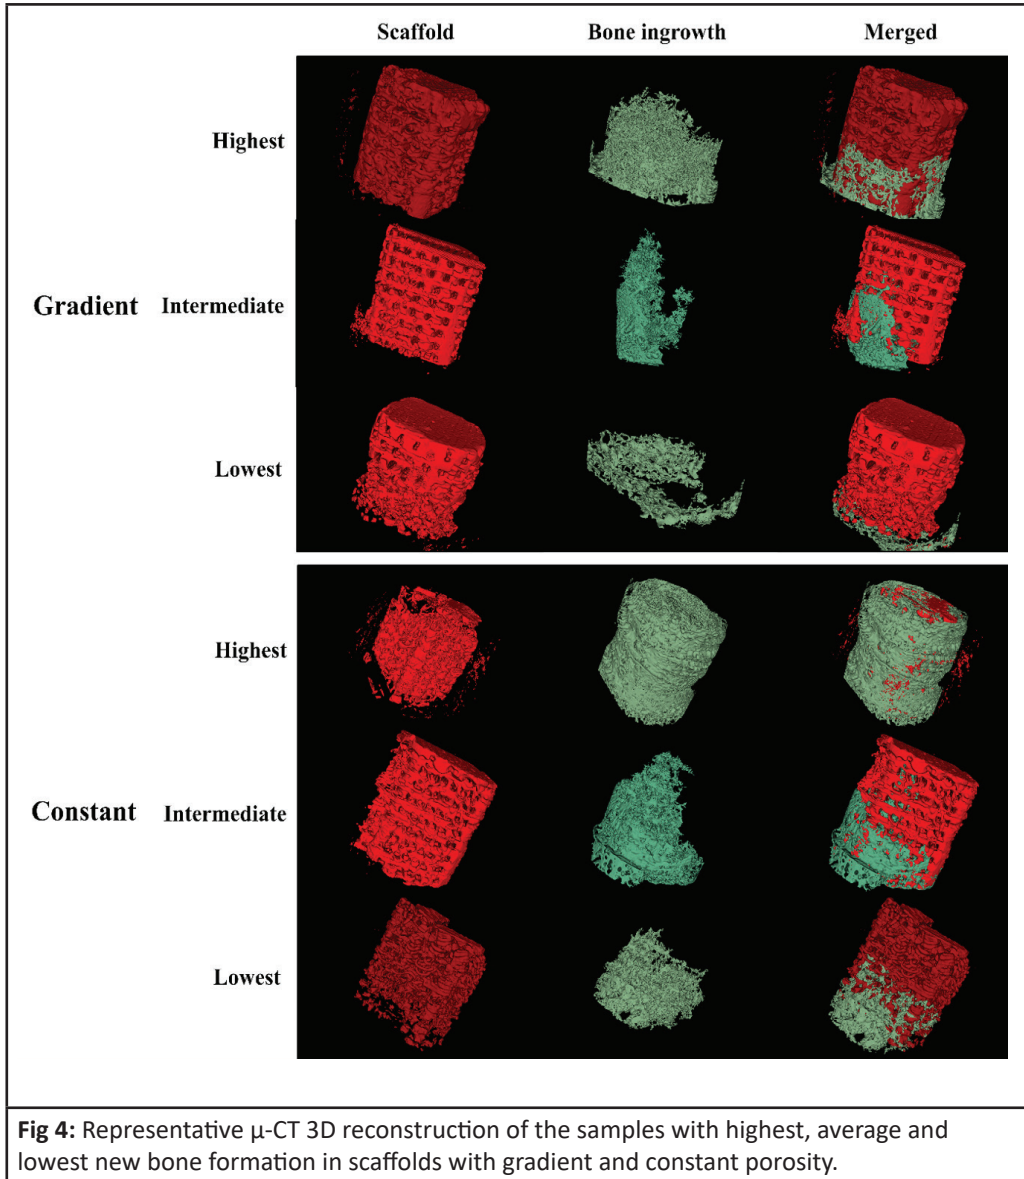 Scaffold Bone ingrowth Merged
Highest
Gradient Intermediate
Lowest
Highest
Constant Intermediate
Lowest
Fig 4: Representative μ-CT 3D reconstruction of the samples with highest, average and
lowest new bone formation in scaffolds with gradient and constant porosity.